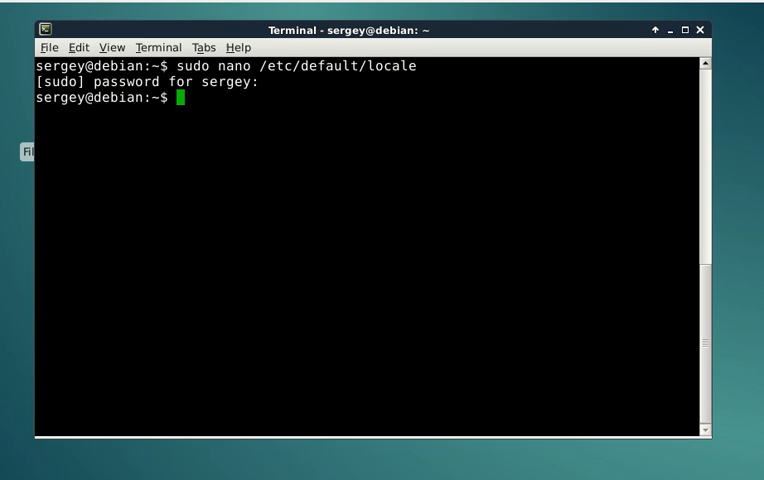 Terminal - sergey@debian: ~
File Edit View Terminal Tabs Help
sergey@debian:~$ sudo nano /etc/default/locale
[sudo] password for sergey:
sergey@debian:~$
Fil